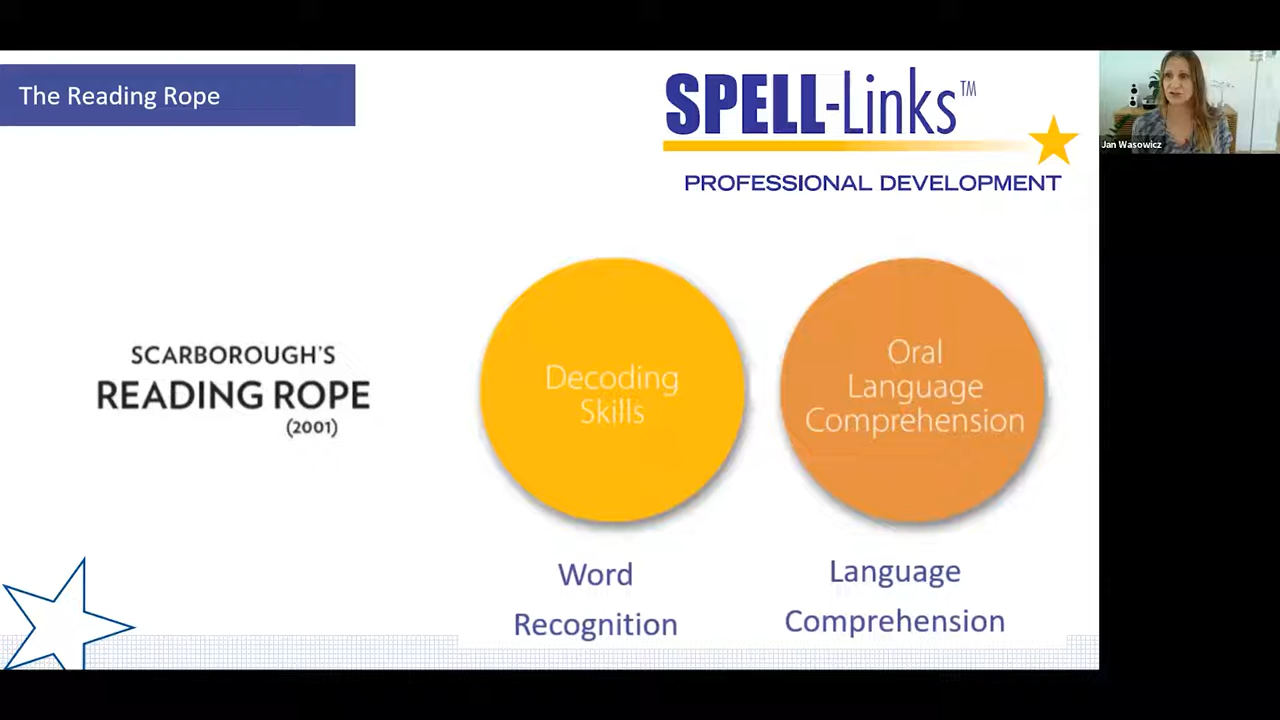 The Reading Rope
SPELL-Links™
PROFESSIONAL DEVELOPMENT
Jan Wasowicz
SCARBOROUGH'S
READING ROPE
(2001)
Decoding
Skills
Oral
Language
Comprehension
Word
Recognition
Language
Comprehension